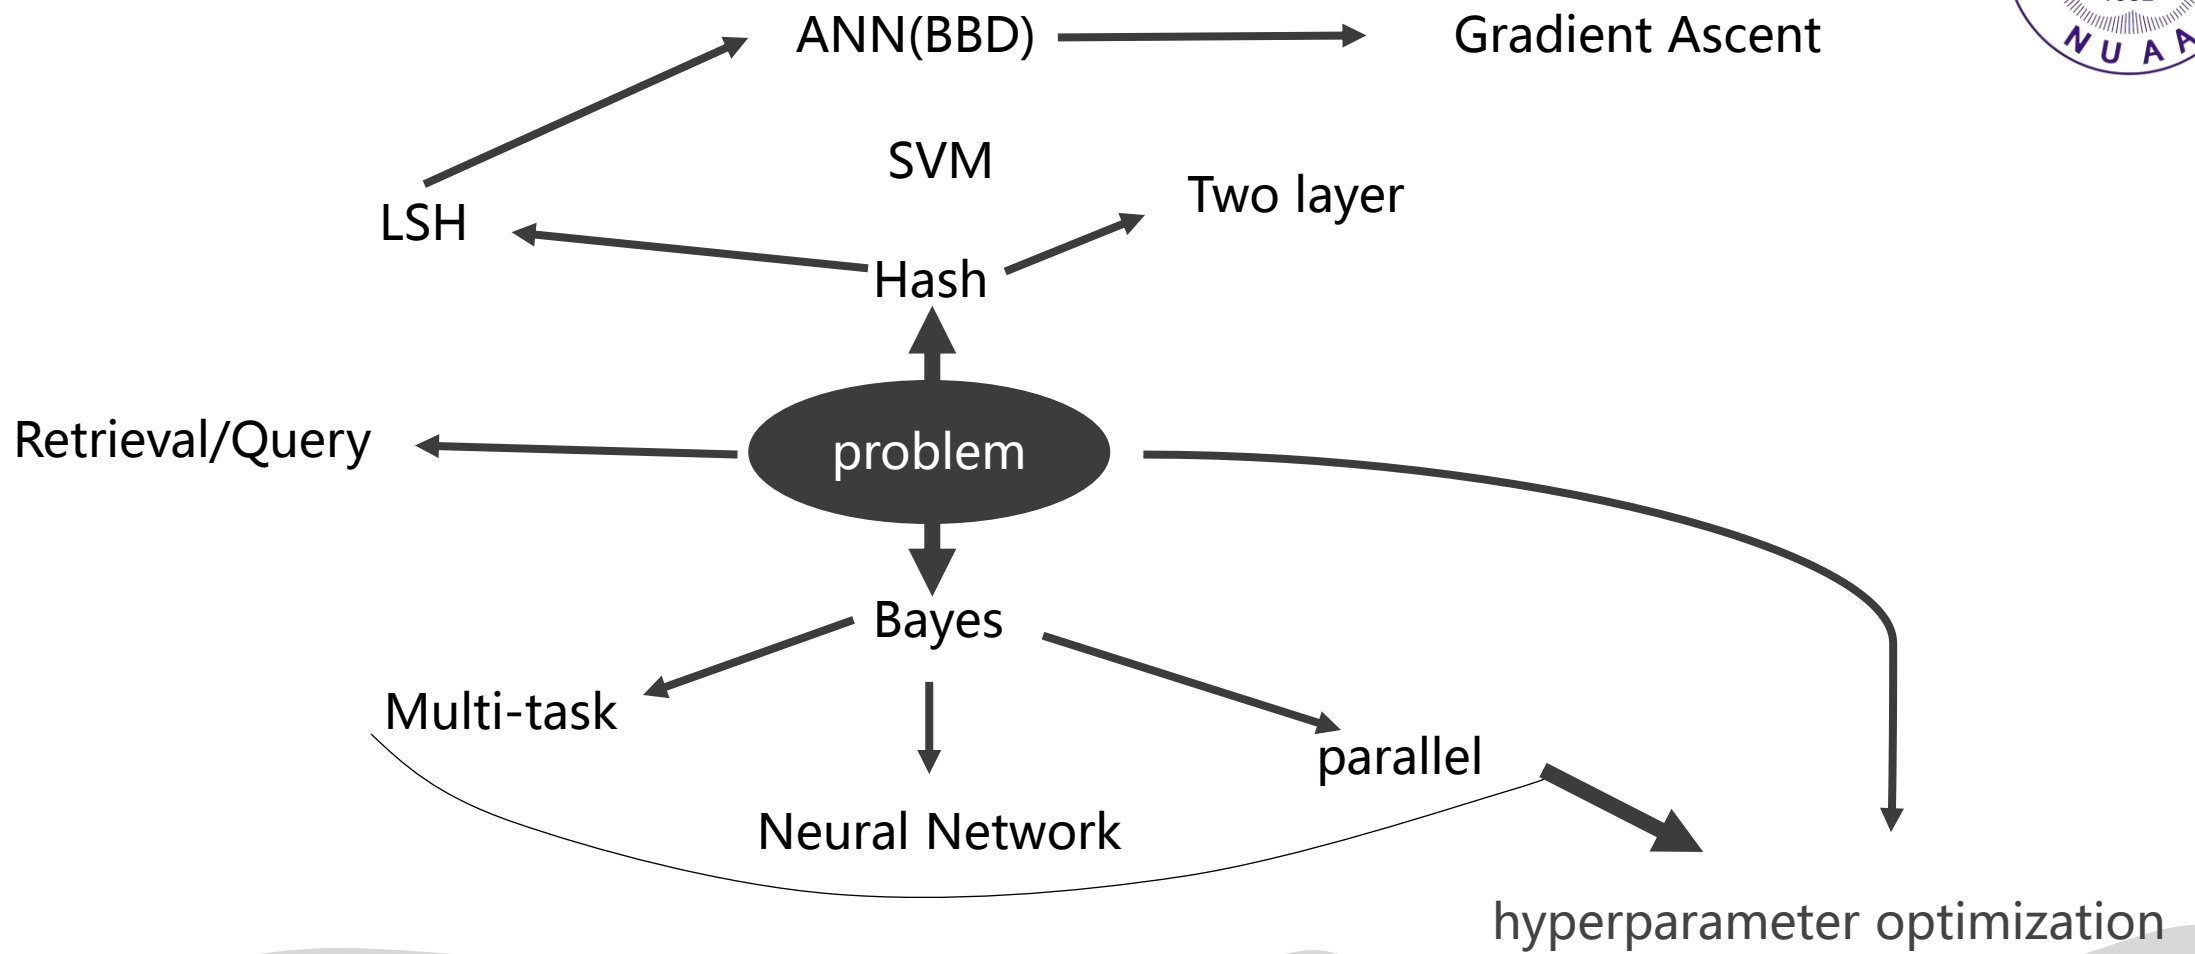 ANN(BBD)
Gradient Ascent
NUAA
SVM
Two layer
LSH
Hash
Retrieval/Query
problem
Bayes
Multi-task
parallel
Neural Network
hyperparameter optimization